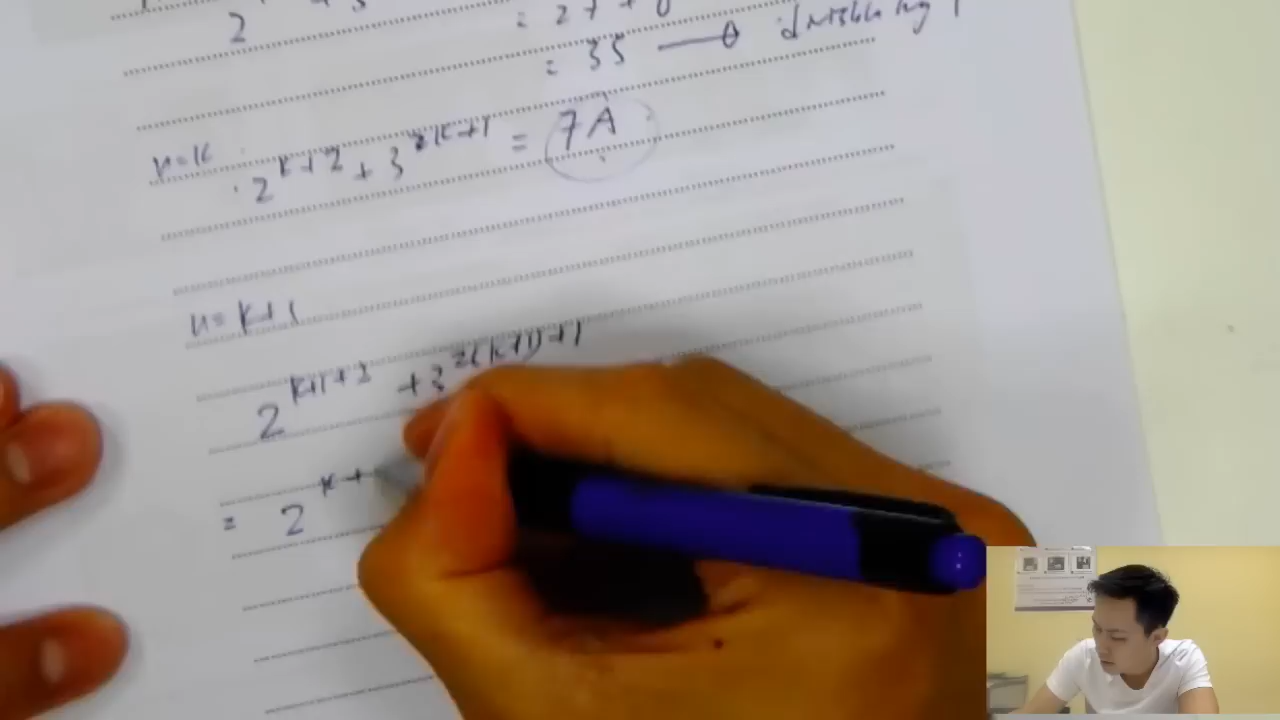 2 + 3
= 27 + 8
= 35 → divisible by 7
n=k
2^{k+2} + 3^{2k+1} = 7A
n=k+1
2^{k+1+2} + 3^{2(k+1)+1}
= 2^{k+